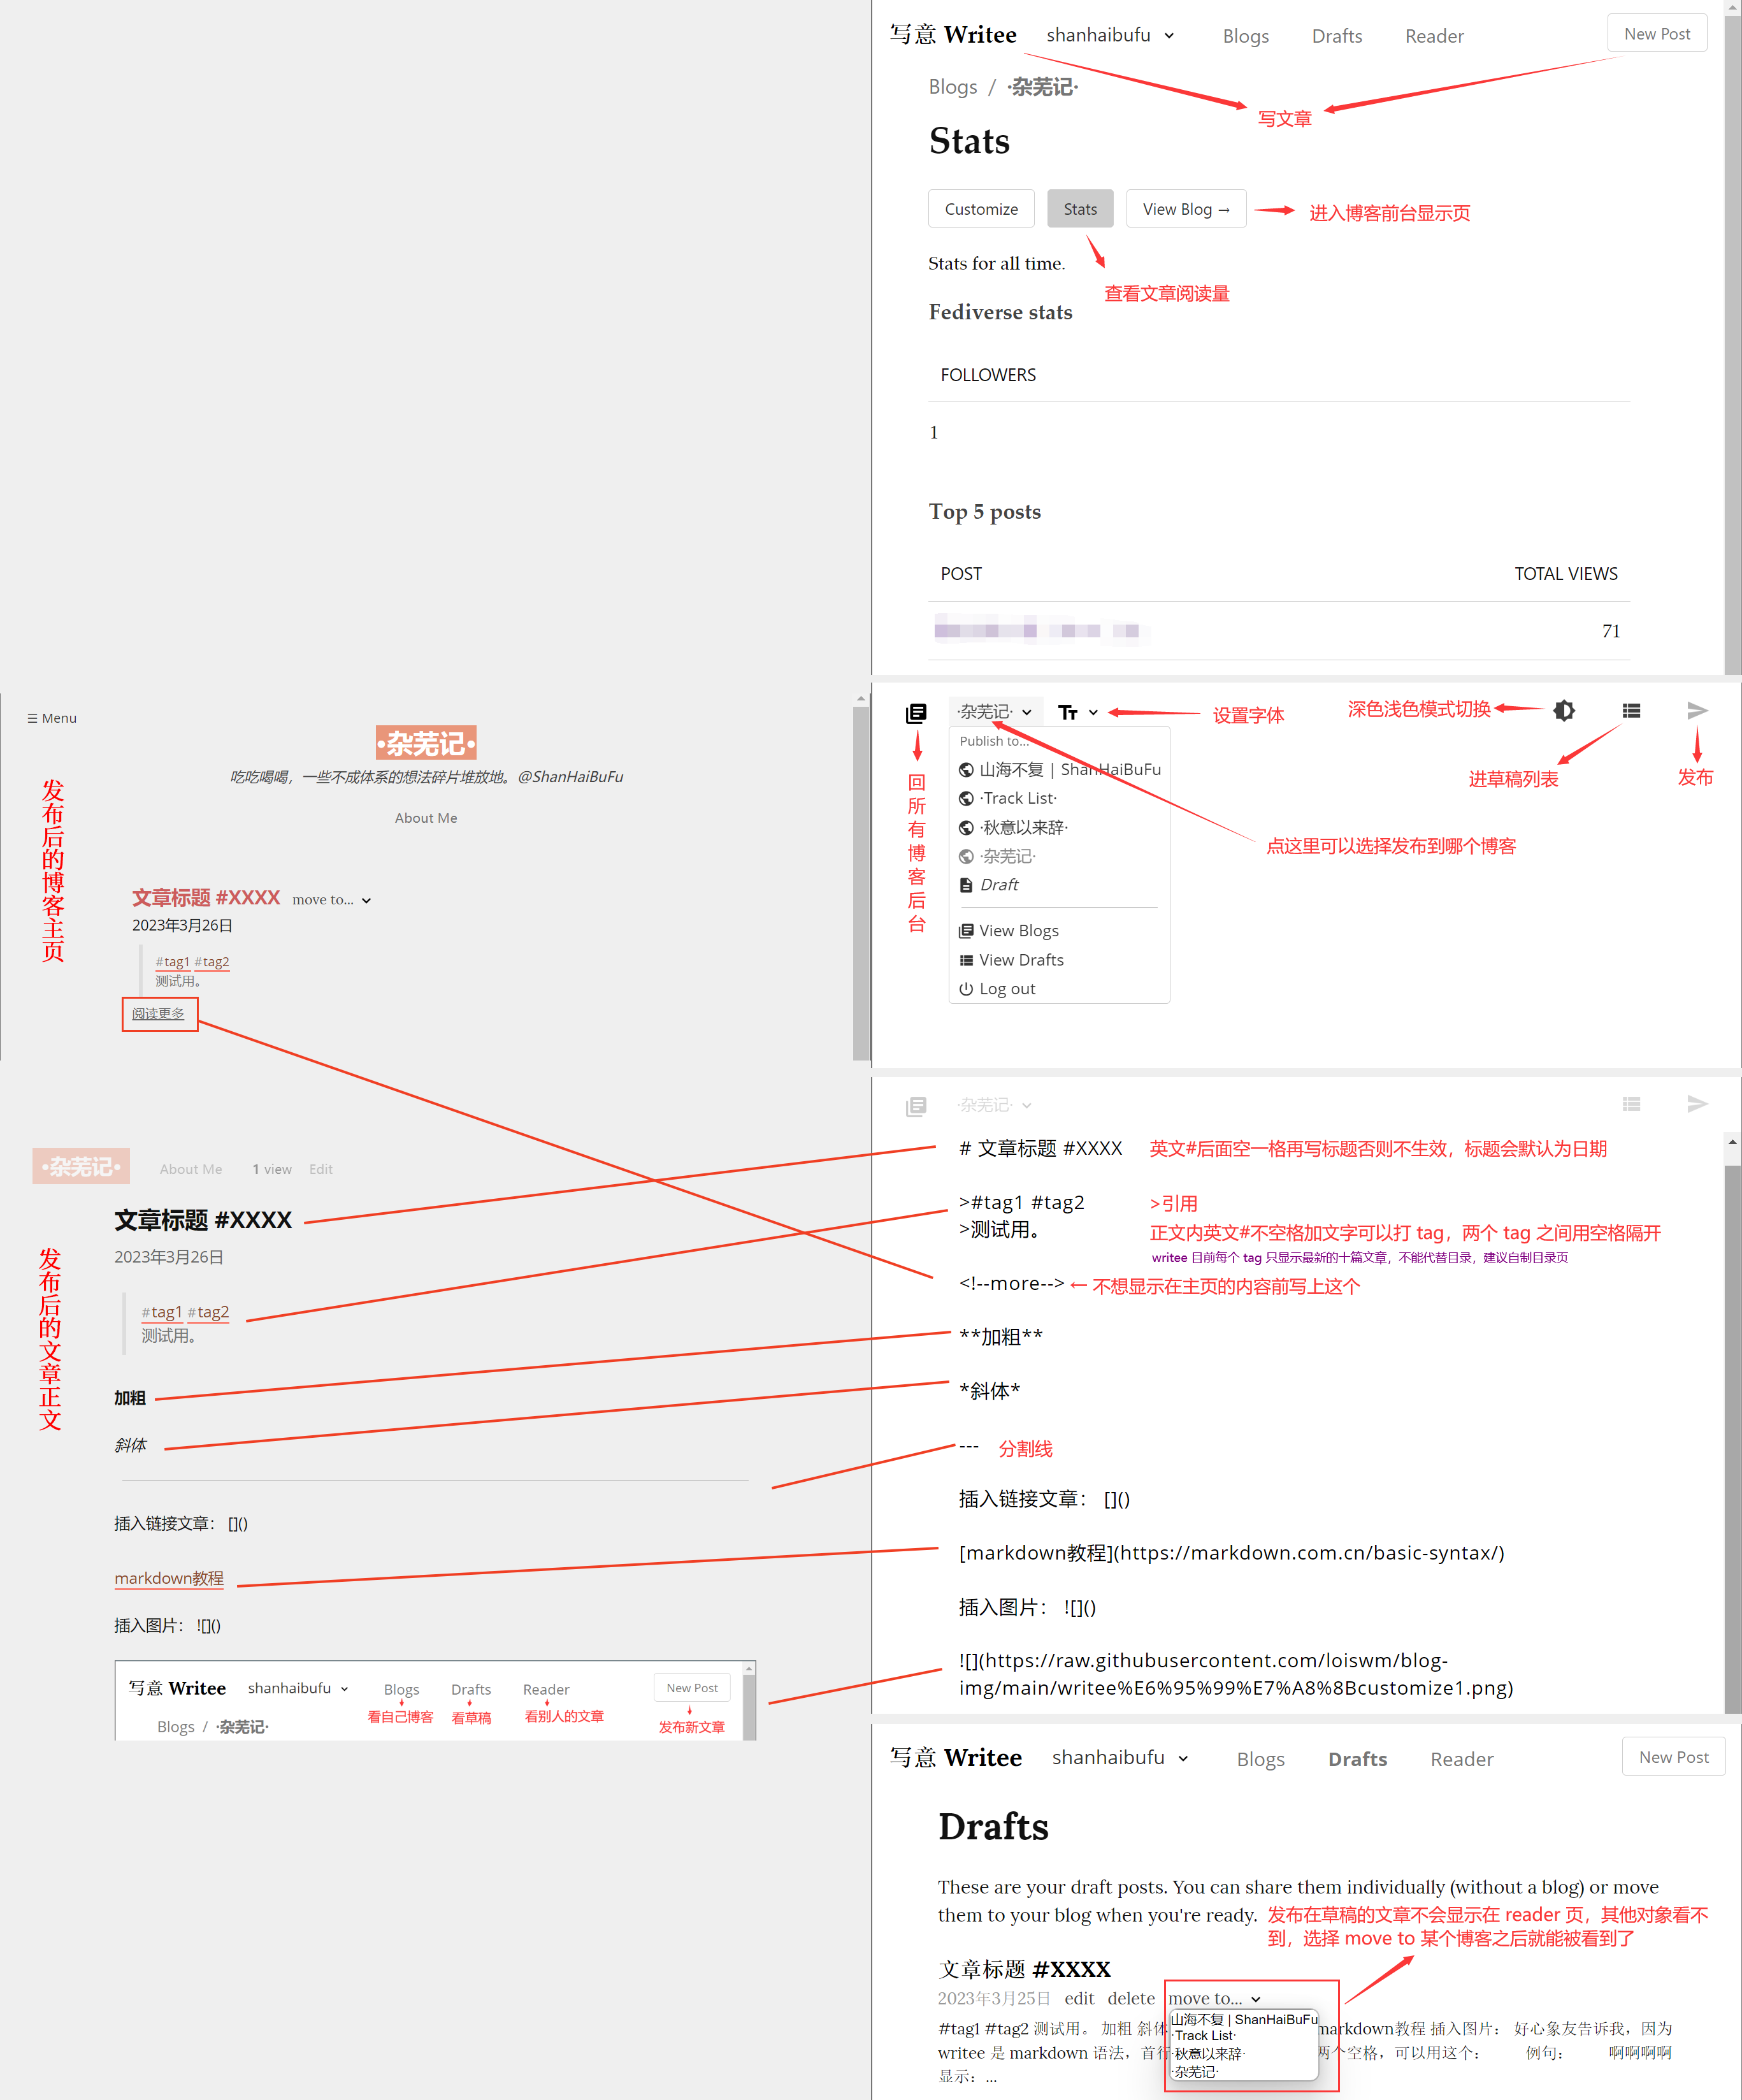 写意 Writee shanhaibufu Blogs Drafts Reader New Post
Blogs / ·杂芜记·
写文章
Stats
Customize Stats View Blog → 进入博客前台显示页
Stats for all time.
查看文章阅读量
Fediverse stats
FOLLOWERS
1
Top 5 posts
POST TOTAL VIEWS
71
·杂芜记· 设置字体 深色浅色模式切换
Publish to...
山海不复 | ShanHaiBuFu
·Track List·
·秋意以来辞·
·杂芜记·
Draft
View Blogs
View Drafts
Log out
回所有博客后台
进草稿列表
发布
点这里可以选择发布到哪个博客
☰ Menu
·杂芜记·
吃吃喝喝，一些不成体系的想法碎片堆放地。@ShanHaiBuFu
About Me
发布后的博客主页
文章标题 #XXXX move to...
2023年3月26日
#tag1 #tag2
测试用。
阅读更多
·杂芜记·
# 文章标题 #XXXX 英文#后面空一格再写标题否则不生效，标题会默认为日期
>#tag1 #tag2 >引用
>测试用。 正文内英文#不空格加文字可以打 tag，两个 tag 之间用空格隔开
writee 目前每个 tag 只显示最新的十篇文章，不能代替目录，建议自制目录页
<!--more--> ← 不想显示在主页的内容前写上这个
**加粗**
*斜体*
--- 分割线
插入链接文章： []()
[markdown教程](https://markdown.com.cn/basic-syntax/)
插入图片： ![]()
![](https://raw.githubusercontent.com/loiswm/blog-
img/main/writee%E6%95%99%E7%A8%8Bcustomize1.png)
·杂芜记· About Me 1 view Edit
文章标题 #XXXX
2023年3月26日
#tag1 #tag2
测试用。
发布后的文章正文
加粗
斜体
插入链接文章： []()
markdown教程
插入图片： ![]()
写意 Writee shanhaibufu Blogs Drafts Reader New Post
看自己博客 看草稿 看别人的文章 发布新文章
Blogs / ·杂芜记·
写意 Writee shanhaibufu Blogs Drafts Reader New Post
Drafts
These are your draft posts. You can share them individually (without a blog) or move
them to your blog when you're ready.
发布在草稿的文章不会显示在 reader 页，其他对象看不
到，选择 move to 某个博客之后就能被看到了
文章标题 #XXXX
2023年3月25日 edit delete move to...
山海不复 | ShanHaiBuFu
·Track List·
·秋意以来辞·
·杂芜记·
#tag1 #tag2 测试用。 加粗 斜体 markdown教程 插入图片： 好心象友告诉我，因为
writee 是 markdown 语法，首行 两个空格，可以用这个： 例句： 啊啊啊啊
显示：...